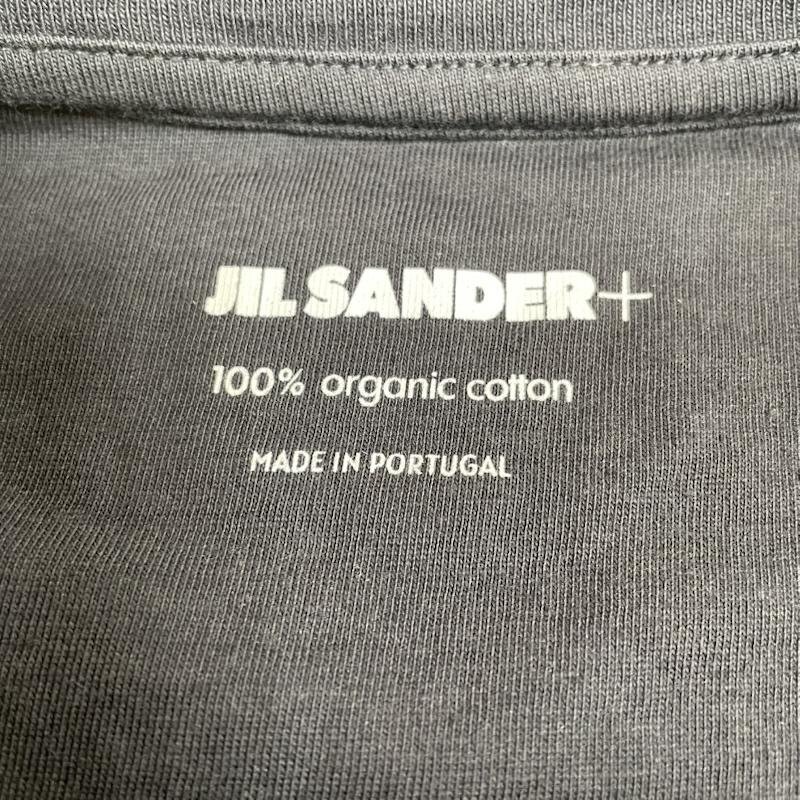 JIL SANDER+
100% organic cotton
MADE IN PORTUGAL